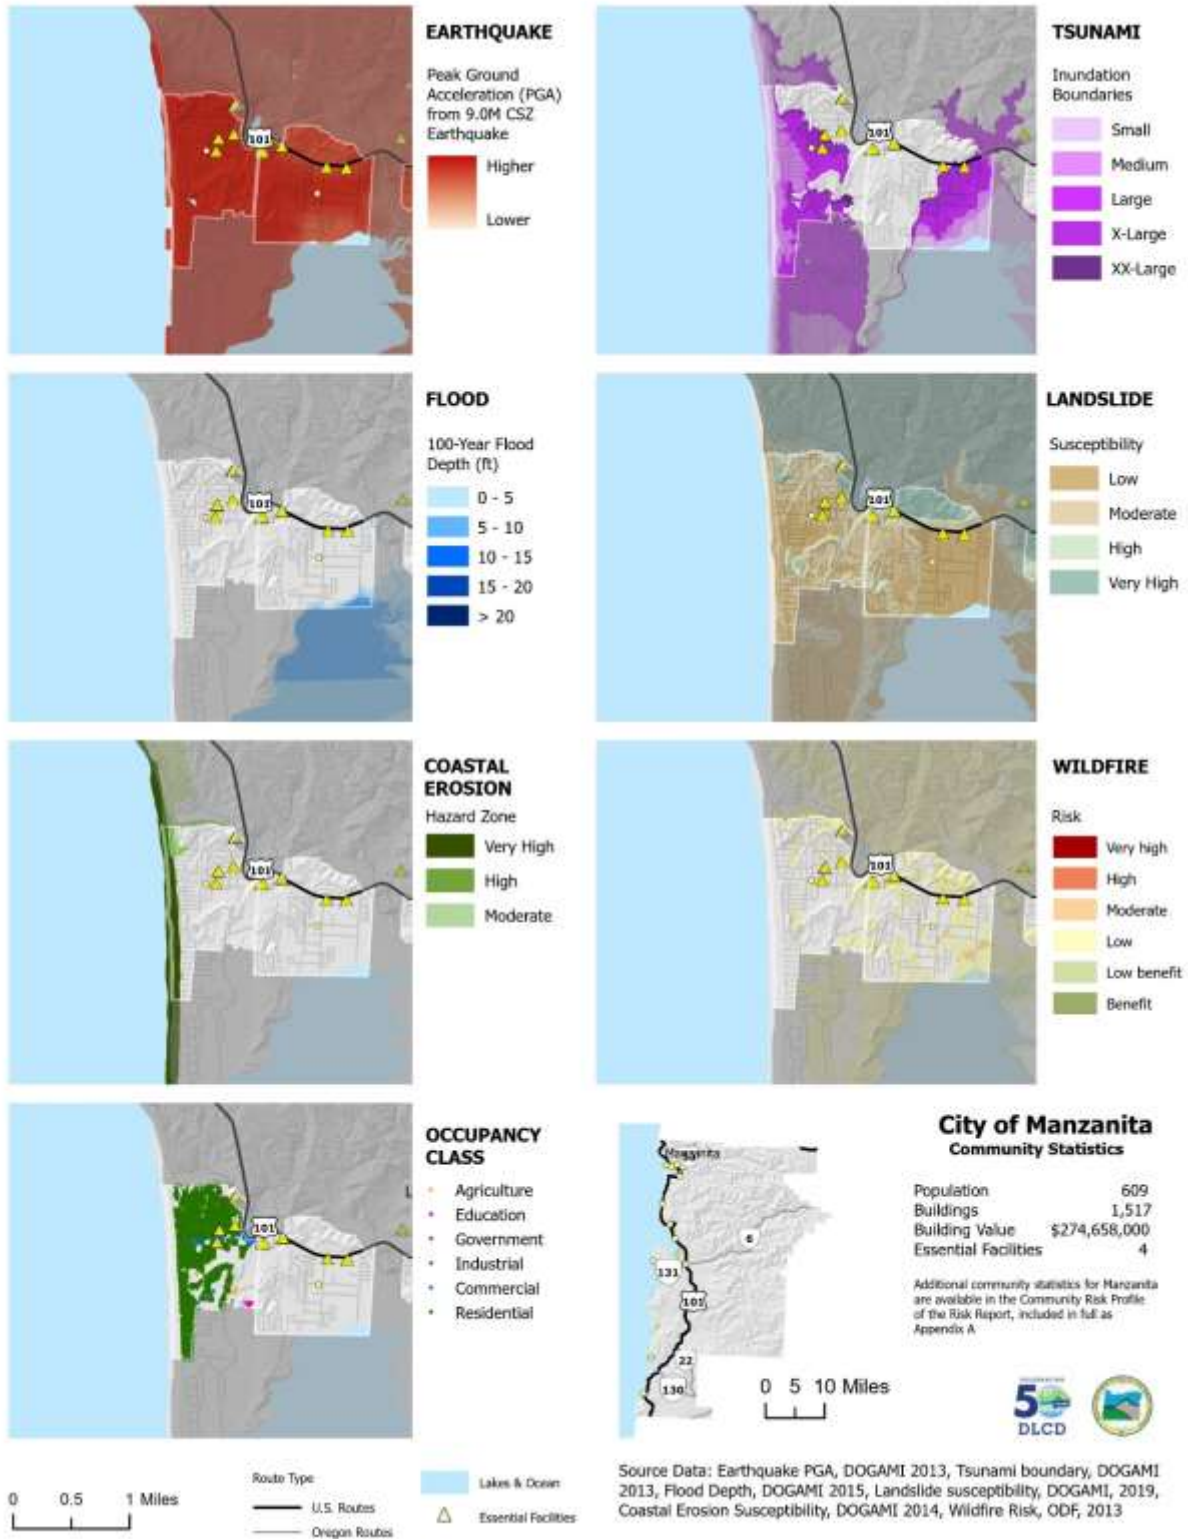 EARTHQUAKE
Peak Ground
Acceleration (PGA)
from 9.0M CSZ
Earthquake
Higher
Lower
101
TSUNAMI
Inundation
Boundaries
Small
Medium
Large
X-Large
XX-Large
101
FLOOD
100-Year Flood
Depth (ft)
0 - 5
5 - 10
10 - 15
15 - 20
> 20
101
LANDSLIDE
Susceptibility
Low
Moderate
High
Very High
101
COASTAL
EROSION
Hazard Zone
Very High
High
Moderate
101
WILDFIRE
Risk
Very high
High
Moderate
Low
Low benefit
Benefit
101
OCCUPANCY
CLASS
Agriculture
Education
Government
Industrial
Commercial
Residential
101
L
Manzanita
6
131
101
22
130
0 5 10 Miles
City of Manzanita
Community Statistics
Population 609
Buildings 1,517
Building Value $274,658,000
Essential Facilities 4
Additional community statistics for Manzanita
are available in the Community Risk Profile
of the Risk Report, included in full as
Appendix A
50
DLCD
0 0.5 1 Miles
Route Type
U.S. Routes
Oregon Routes
Lakes & Ocean
Essential Facilities
Source Data: Earthquake PGA, DOGAMI 2013, Tsunami boundary, DOGAMI
2013, Flood Depth, DOGAMI 2015, Landslide susceptibility, DOGAMI, 2019,
Coastal Erosion Susceptibility, DOGAMI 2014, Wildfire Risk, ODF, 2013